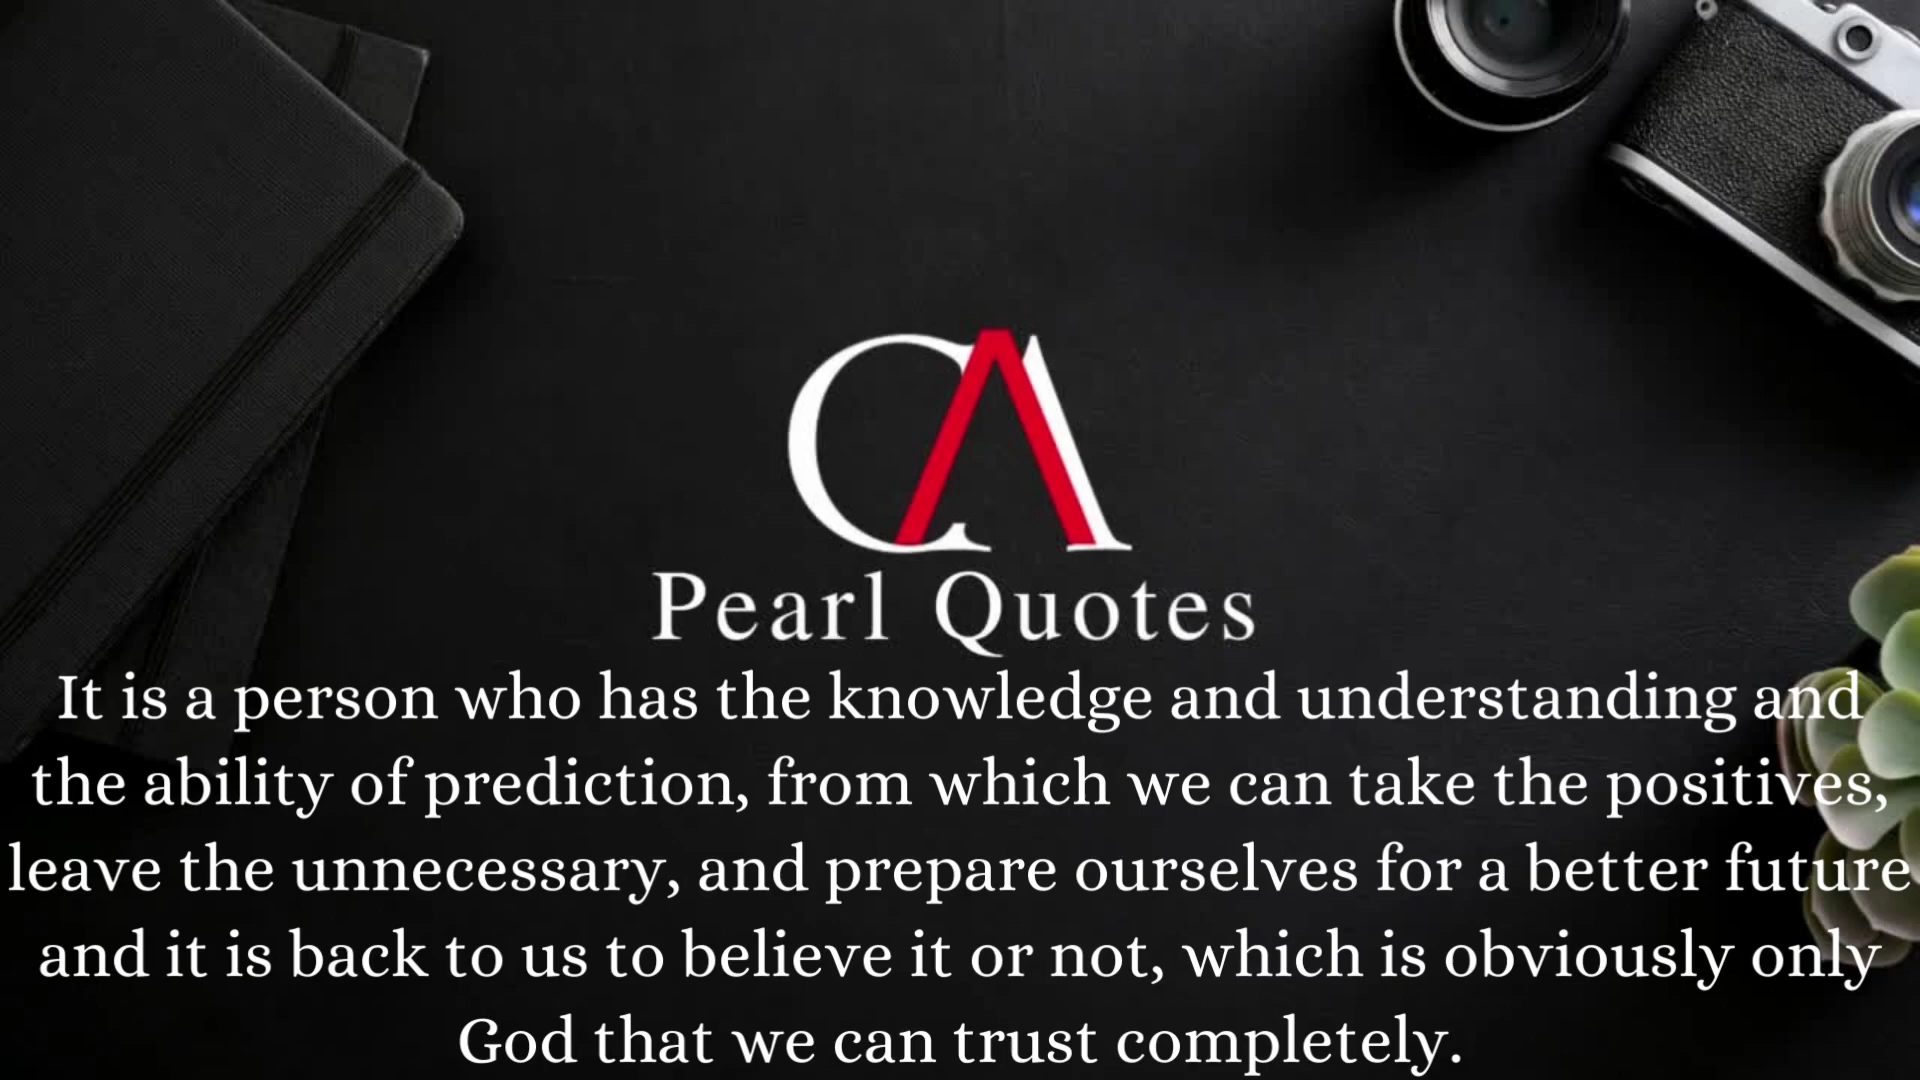 CA
Pearl Quotes
It is a person who has the knowledge and understanding and
the ability of prediction, from which we can take the positives,
leave the unnecessary, and prepare ourselves for a better future
and it is back to us to believe it or not, which is obviously only
God that we can trust completely.